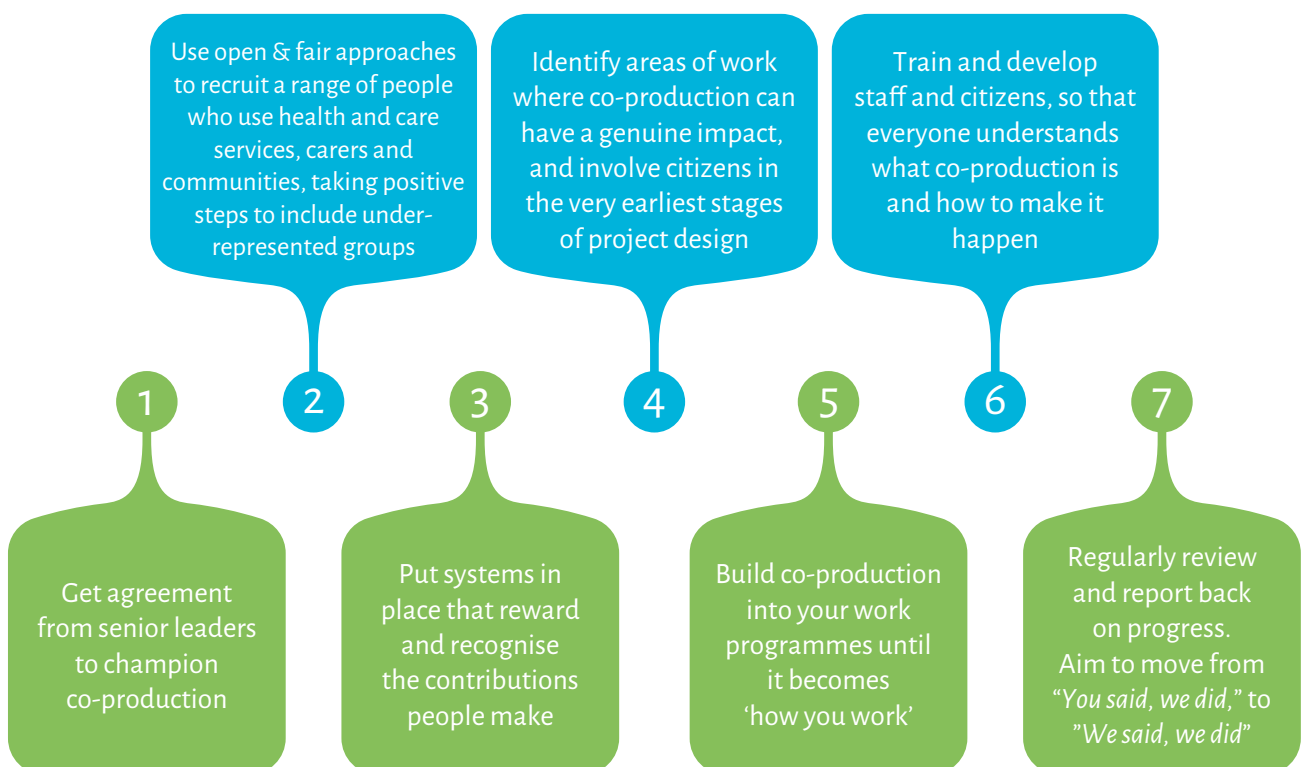 1
Get agreement
from senior leaders
to champion
co-production
2
Use open & fair approaches
to recruit a range of people
who use health and care
services, carers and
communities, taking positive
steps to include under-
represented groups
3
Put systems in
place that reward
and recognise
the contributions
people make
4
Identify areas of work
where co-production can
have a genuine impact,
and involve citizens in
the very earliest stages
of project design
5
Build co-production
into your work
programmes until
it becomes
‘how you work’
6
Train and develop
staff and citizens, so that
everyone understands
what co-production is
and how to make it
happen
7
Regularly review
and report back
on progress.
Aim to move from
“You said, we did,” to
”We said, we did”